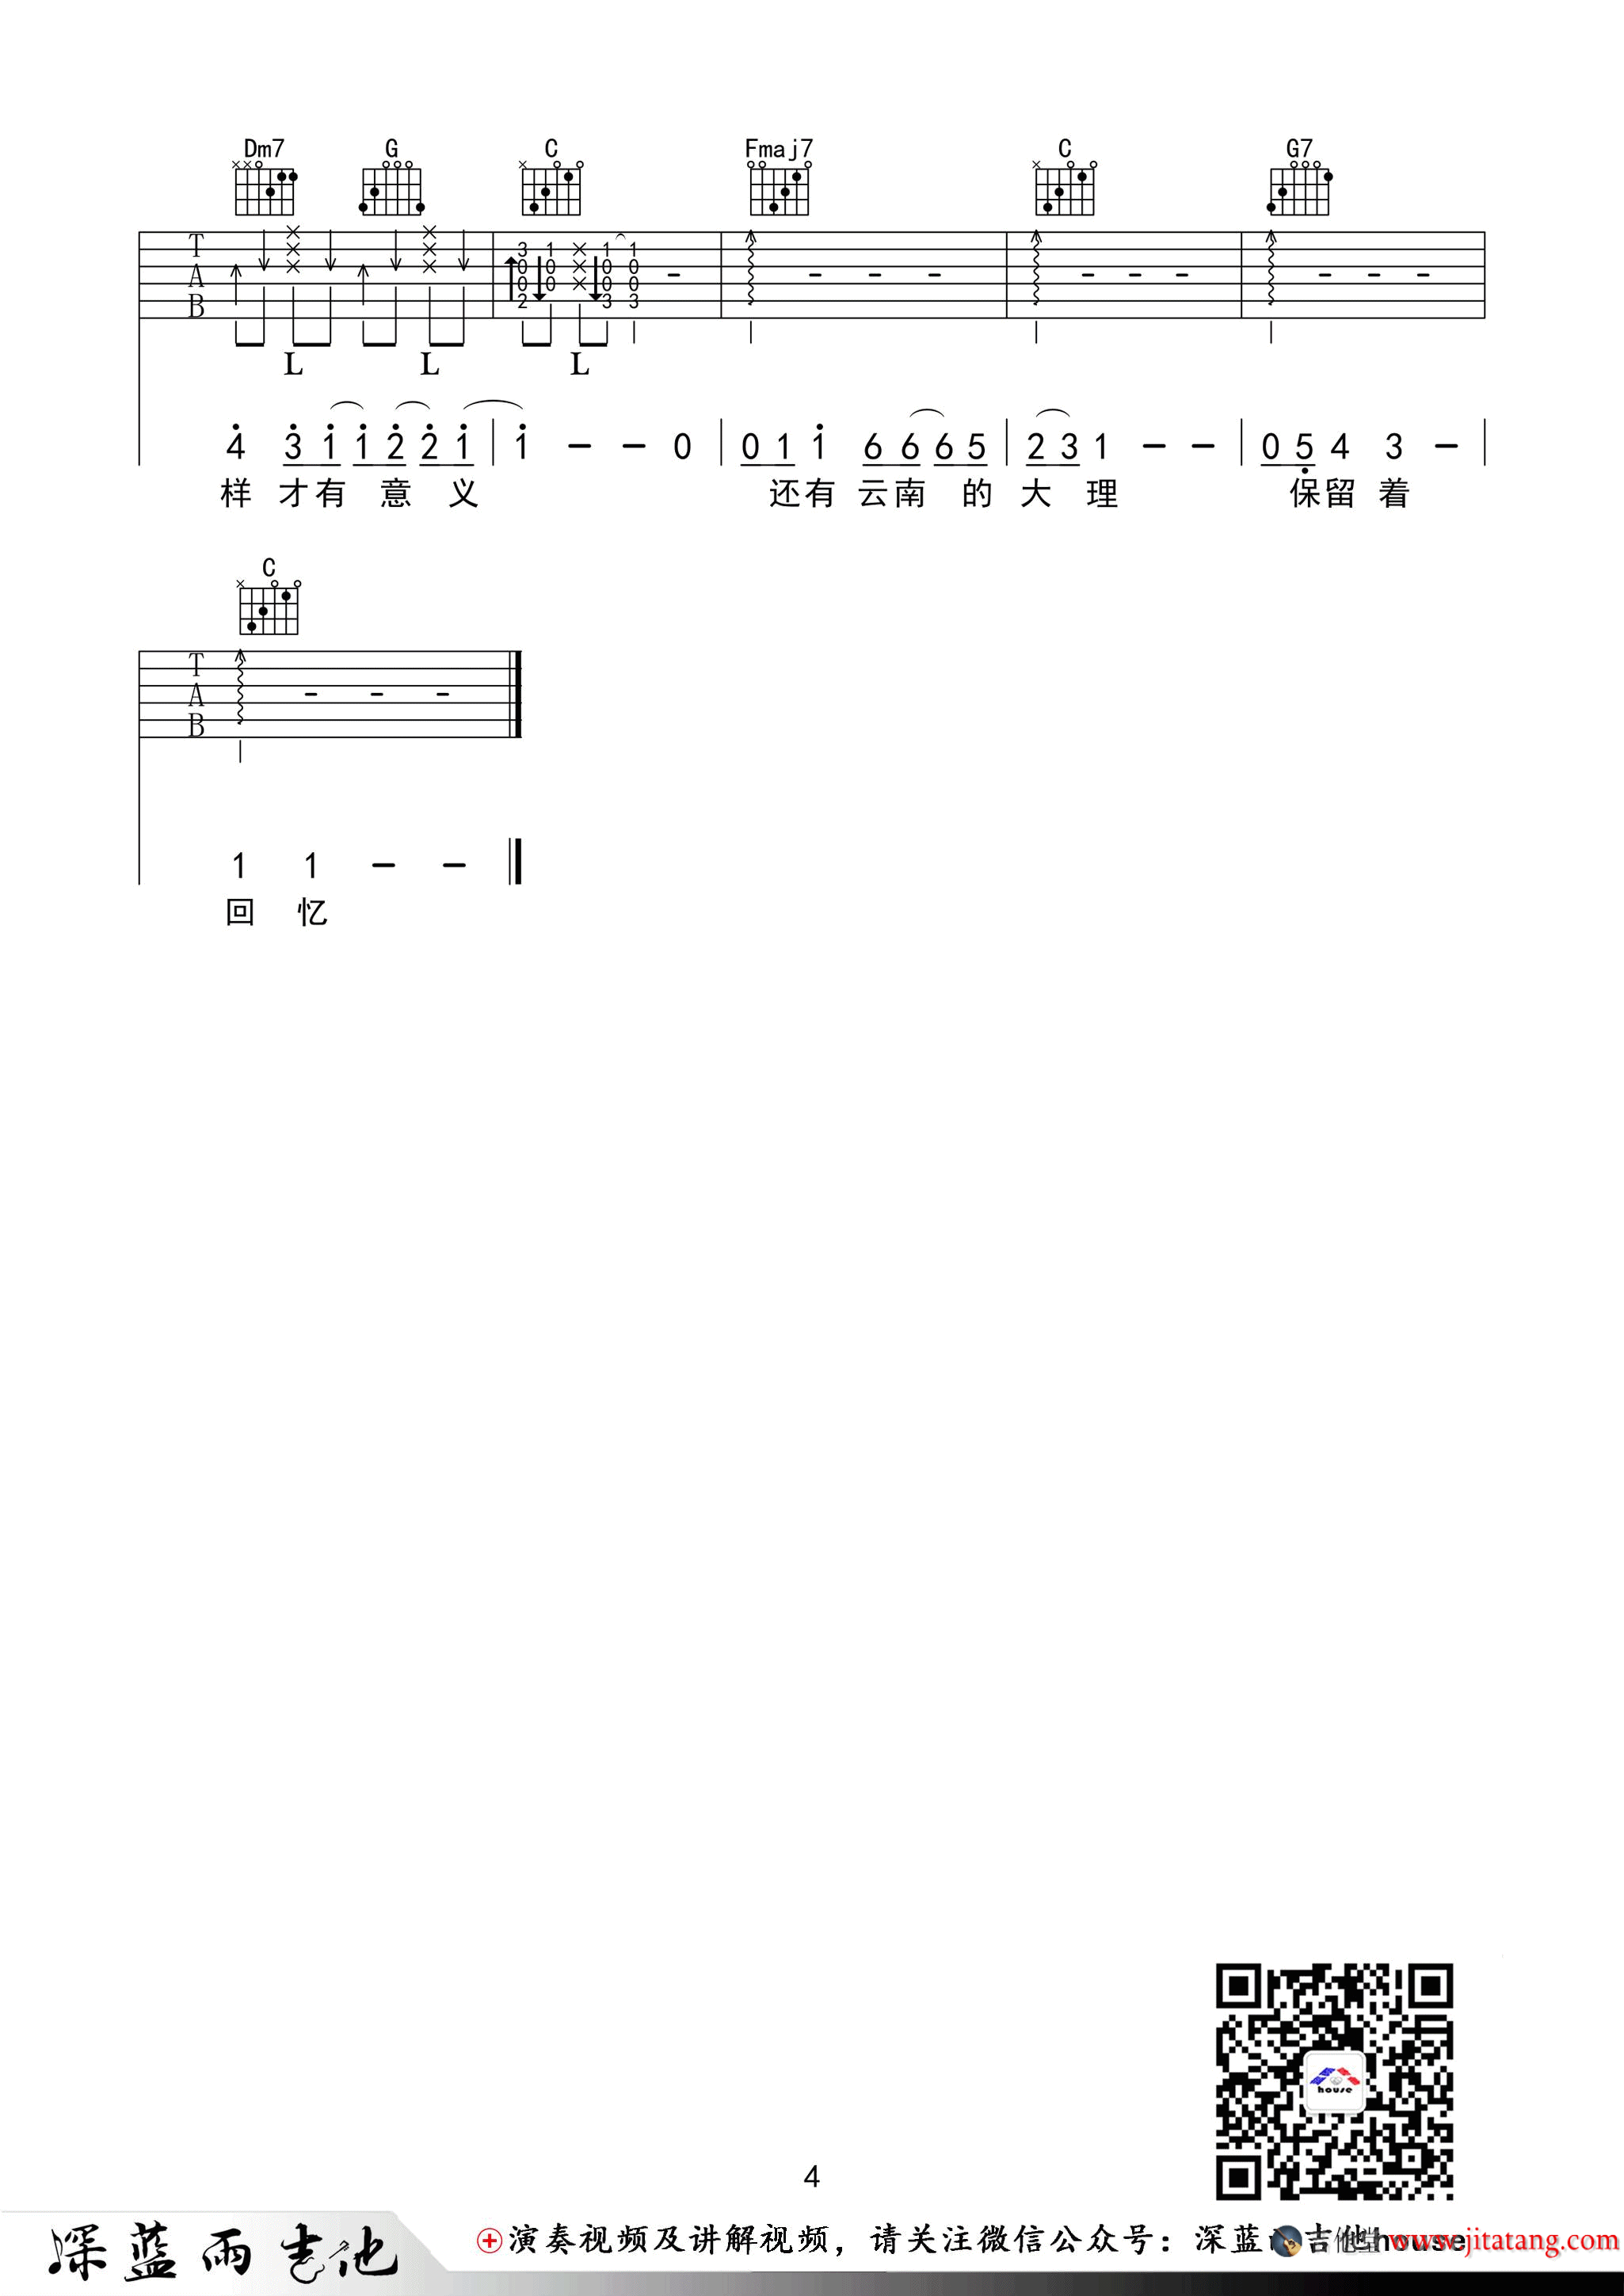 Dm7 G C Fmaj7 C G7
T
A
B
3 1 1 1
0 0 0 0
0 0 0 0
2 3 3
L L L
4 3 1 1 2 2 1 1 - - 0 0 1 1 6 6 6 5 2 3 1 - - 0 5 4 3 -
样 才 有 意 义 还 有 云 南 的 大 理 保 留 着
C
T
A
B
1 1 - -
回 忆
house
4
深蓝雨吉他
演奏视频及讲解视频，请关注微信公众号：深蓝 吉他house
吉他堂 www.jitatang.com